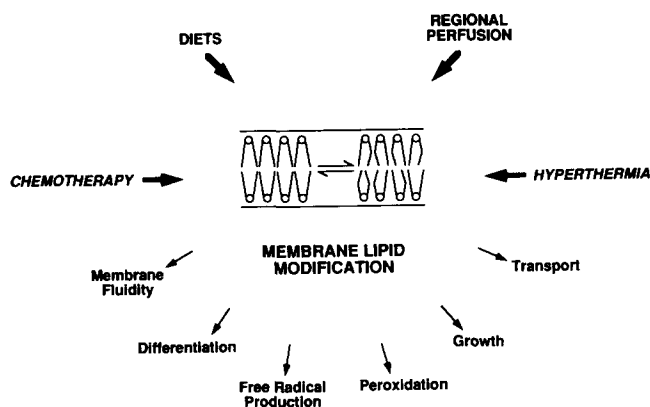 DIETS
REGIONAL
PERFUSION
CHEMOTHERAPY
HYPERTHERMIA
MEMBRANE LIPID
MODIFICATION
Membrane
Fluidity
Transport
Differentiation
Growth
Free Radical
Production
Peroxidation